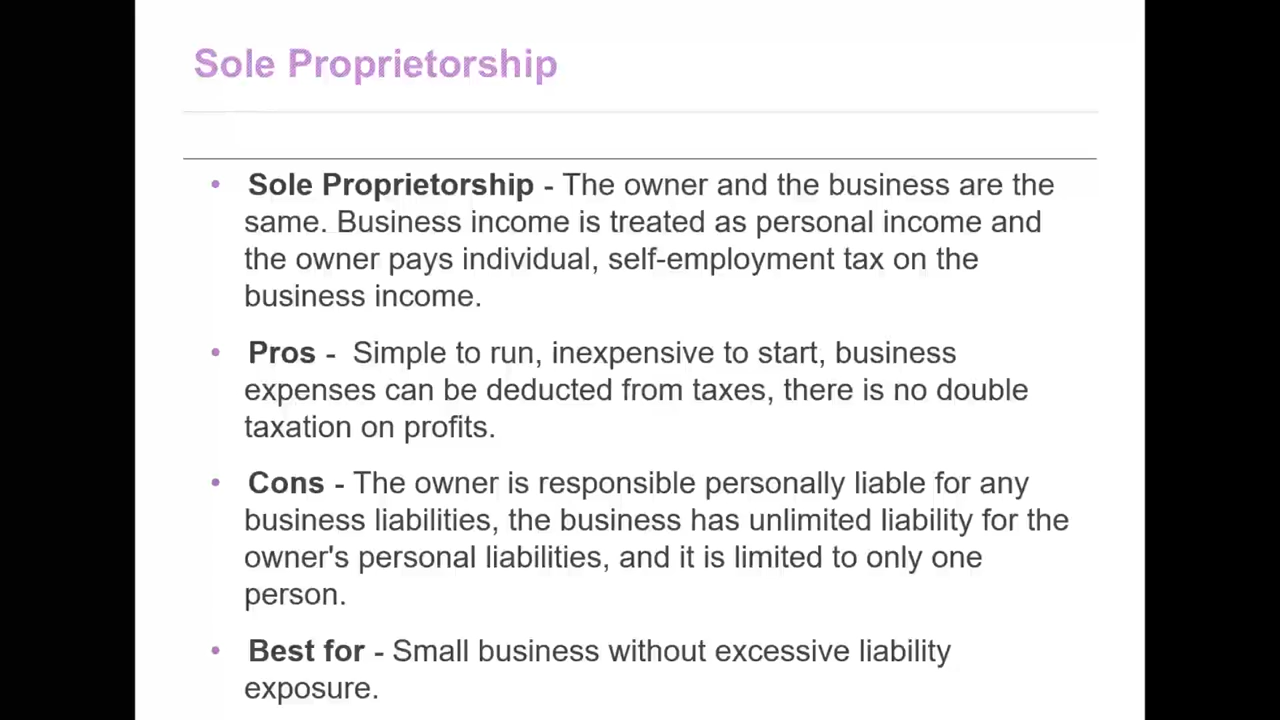 Sole Proprietorship
• Sole Proprietorship - The owner and the business are the
same. Business income is treated as personal income and
the owner pays individual, self-employment tax on the
business income.
• Pros - Simple to run, inexpensive to start, business
expenses can be deducted from taxes, there is no double
taxation on profits.
• Cons - The owner is responsible personally liable for any
business liabilities, the business has unlimited liability for the
owner's personal liabilities, and it is limited to only one
person.
• Best for - Small business without excessive liability
exposure.